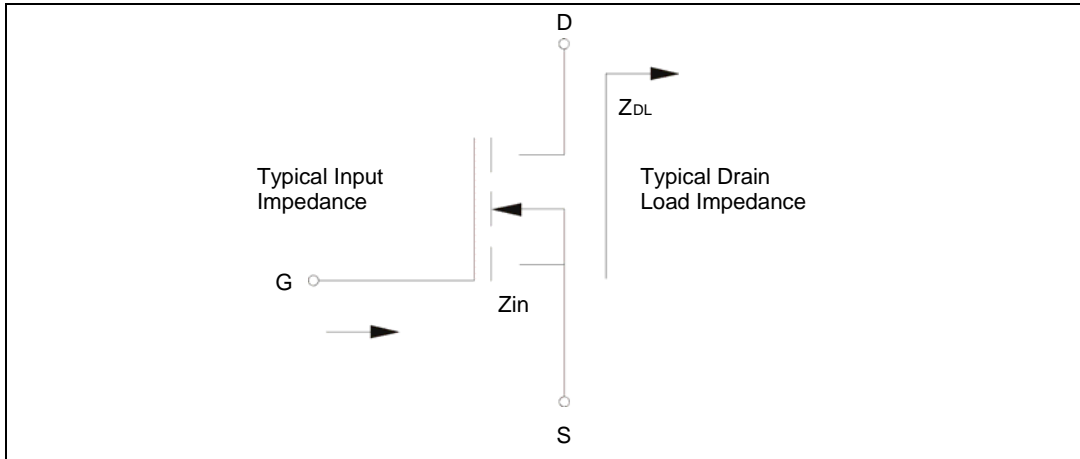 D
ZDL
Typical Input
Impedance
Typical Drain
Load Impedance
G
Zin
S